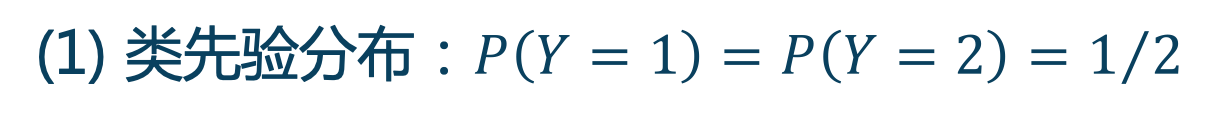 (1) 类先验分布：P(Y = 1) = P(Y = 2) = 1/2